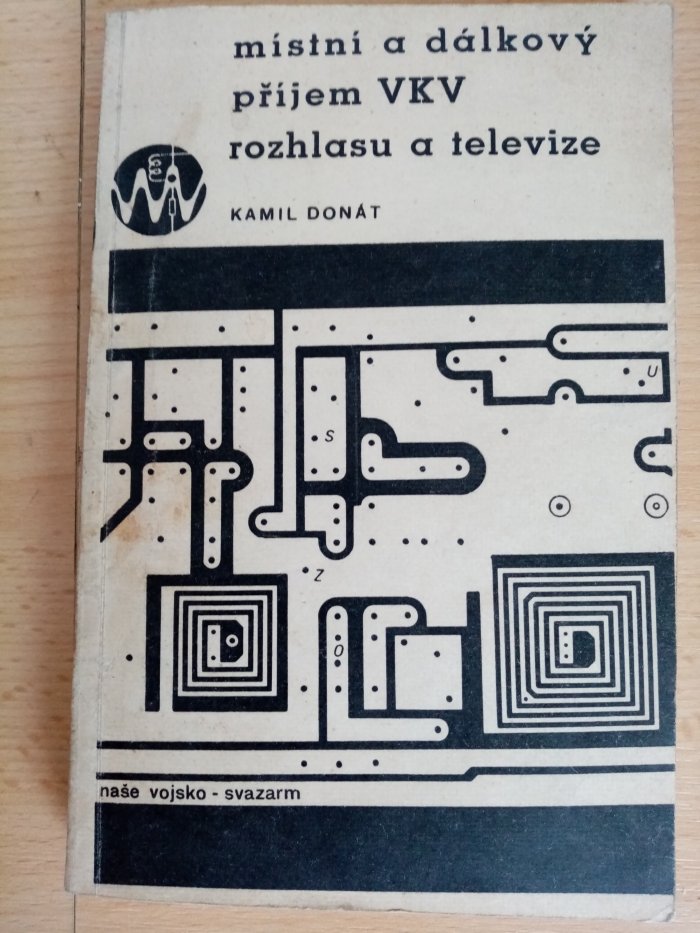 místní a dálkový
příjem VKV
rozhlasu a televize
KAMIL DONÁT
U
S
Z
O
naše vojsko - svazarm